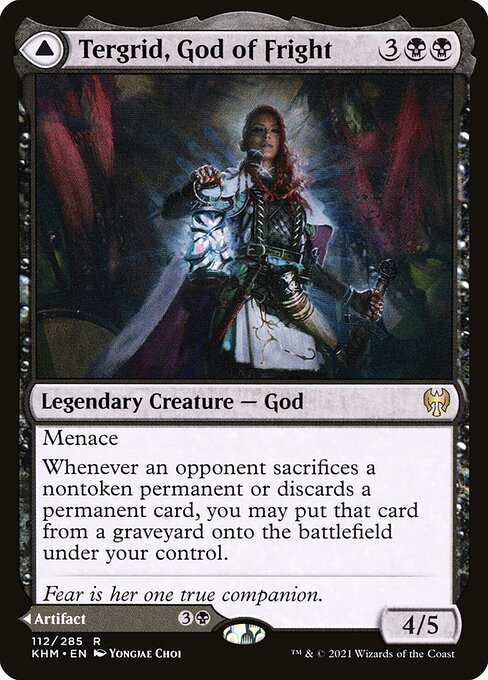 Tergrid, God of Fright 3
Legendary Creature — God
Menace
Whenever an opponent sacrifices a
nontoken permanent or discards a
permanent card, you may put that card
from a graveyard onto the battlefield
under your control.
Fear is her one true companion.
Artifact 3
4/5
112/285 R
KHM • EN Yongjae Choi
™ & © 2021 Wizards of the Coast